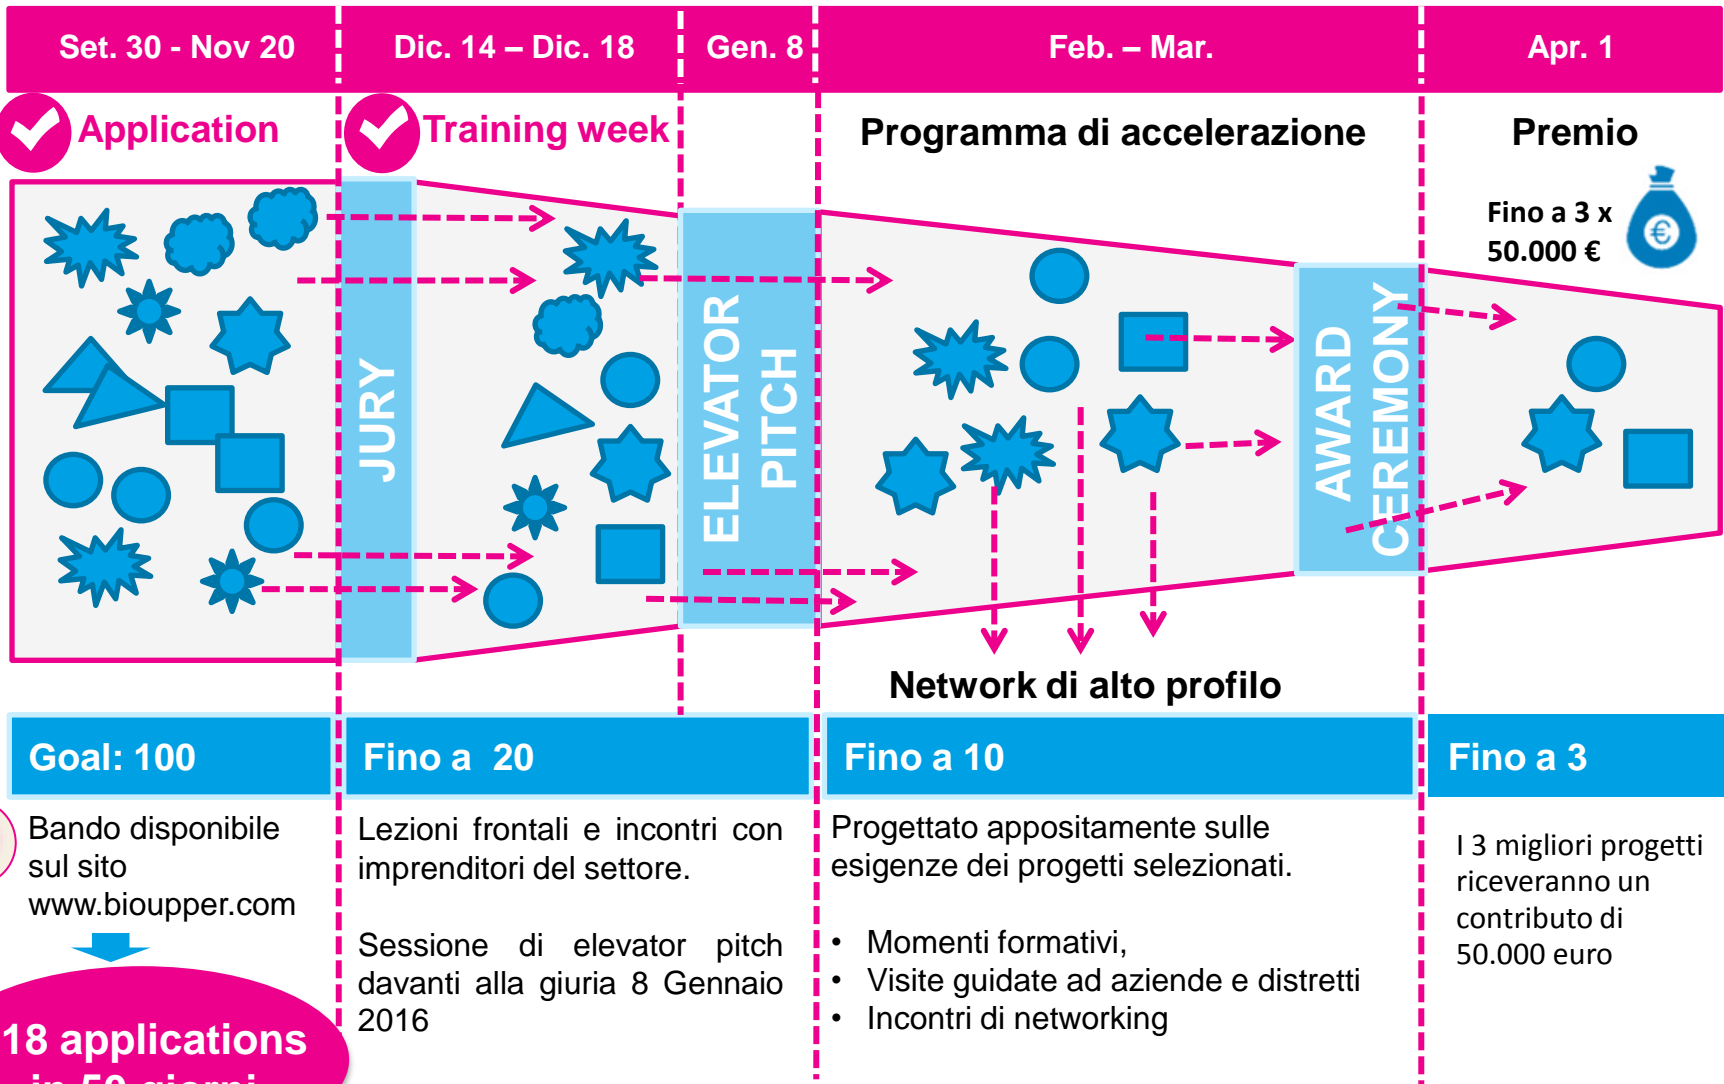 Set. 30 - Nov 20
Dic. 14 – Dic. 18
Gen. 8
Feb. – Mar.
Apr. 1
Application
Training week
Programma di accelerazione
Premio
Fino a 3 x
50.000 €
€
JURY
ELEVATOR
PITCH
AWARD
CEREMONY
Network di alto profilo
Goal: 100
Fino a 20
Fino a 10
Fino a 3
Bando disponibile
sul sito
www.bioupper.com
18 applications
in 50 giorni
Lezioni frontali e incontri con
imprenditori del settore.
Sessione di elevator pitch
davanti alla giuria 8 Gennaio
2016
Progettato appositamente sulle
esigenze dei progetti selezionati.
• Momenti formativi,
• Visite guidate ad aziende e distretti
• Incontri di networking
I 3 migliori progetti
riceveranno un
contributo di
50.000 euro